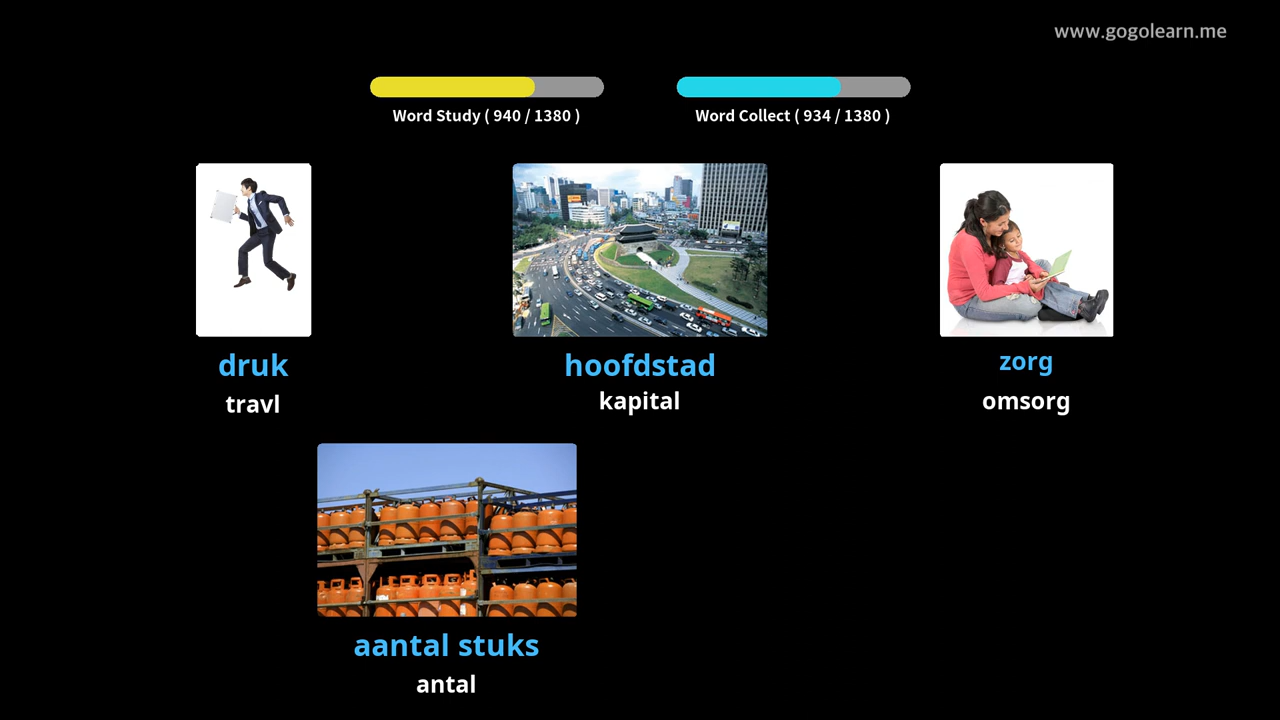 www.gogolearn.me
Word Study ( 940 / 1380 )
Word Collect ( 934 / 1380 )
druk
travl
hoofdstad
kapital
zorg
omsorg
aantal stuks
antal